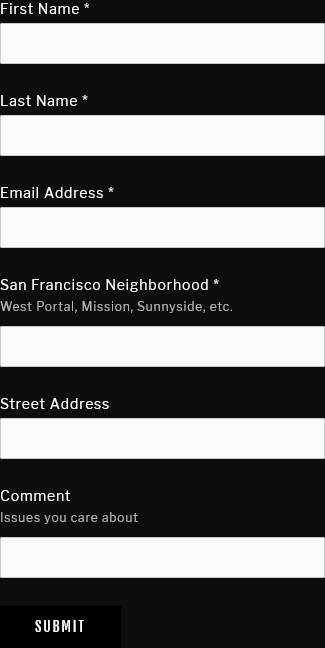 First Name *
Last Name *
Email Address *
San Francisco Neighborhood *
West Portal, Mission, Sunnyside, etc.
Street Address
Comment
Issues you care about
SUBMIT